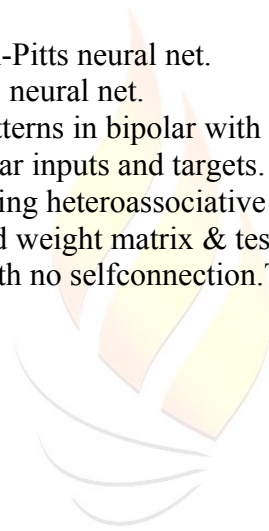 -Pitts neural net.
neural net.
tterns in bipolar with
ar inputs and targets.
ing heteroassociative
d weight matrix & tes
th no selfconnection.